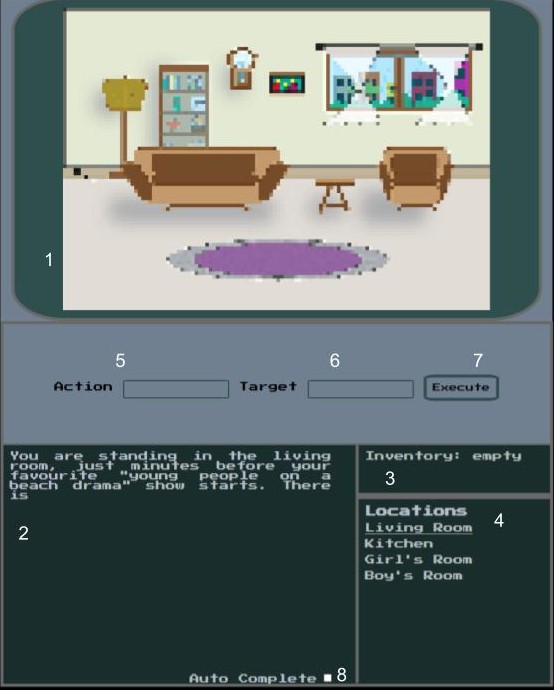 1
5
6
7
Action
Target
Execute
You are standing in the living
room, just minutes before your
favourite "young people on a
beach drama" show starts. There
is
Inventory: empty
3
Locations
4
Living Room
Kitchen
Girl's Room
Boy's Room
2
Auto Complete
8